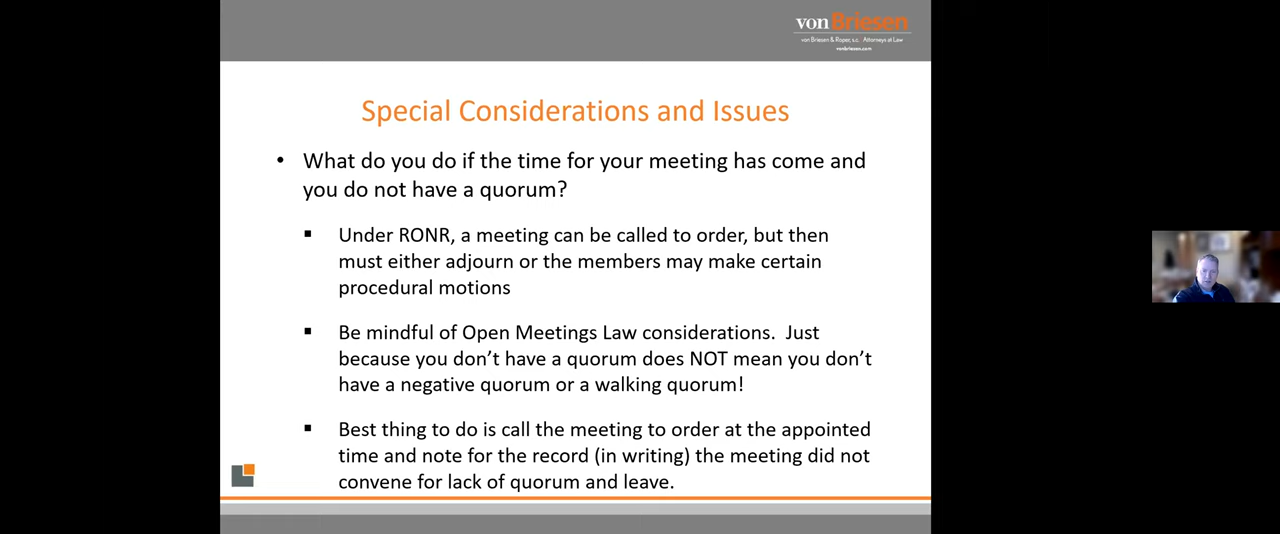 vonBriesen
von Briesen & Roper, s.c. Attorneys at Law
vonbriesen.com
Special Considerations and Issues
• What do you do if the time for your meeting has come and
you do not have a quorum?
▪ Under RONR, a meeting can be called to order, but then
must either adjourn or the members may make certain
procedural motions
▪ Be mindful of Open Meetings Law considerations.  Just
because you don’t have a quorum does NOT mean you don’t
have a negative quorum or a walking quorum!
▪ Best thing to do is call the meeting to order at the appointed
time and note for the record (in writing) the meeting did not
convene for lack of quorum and leave.